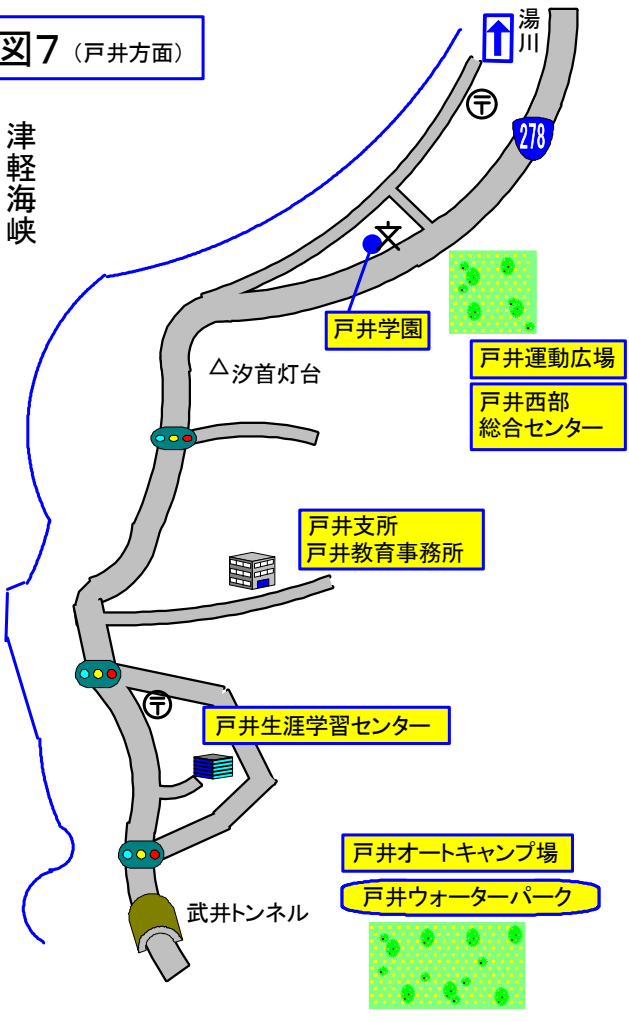 図7 (戸井方面)
湯川
津軽海峡
〒
278
文
戸井学園
戸井運動広場
戸井西部
総合センター
△汐首灯台
戸井支所
戸井教育事務所
〒
戸井生涯学習センター
戸井オートキャンプ場
戸井ウォーターパーク
武井トンネル